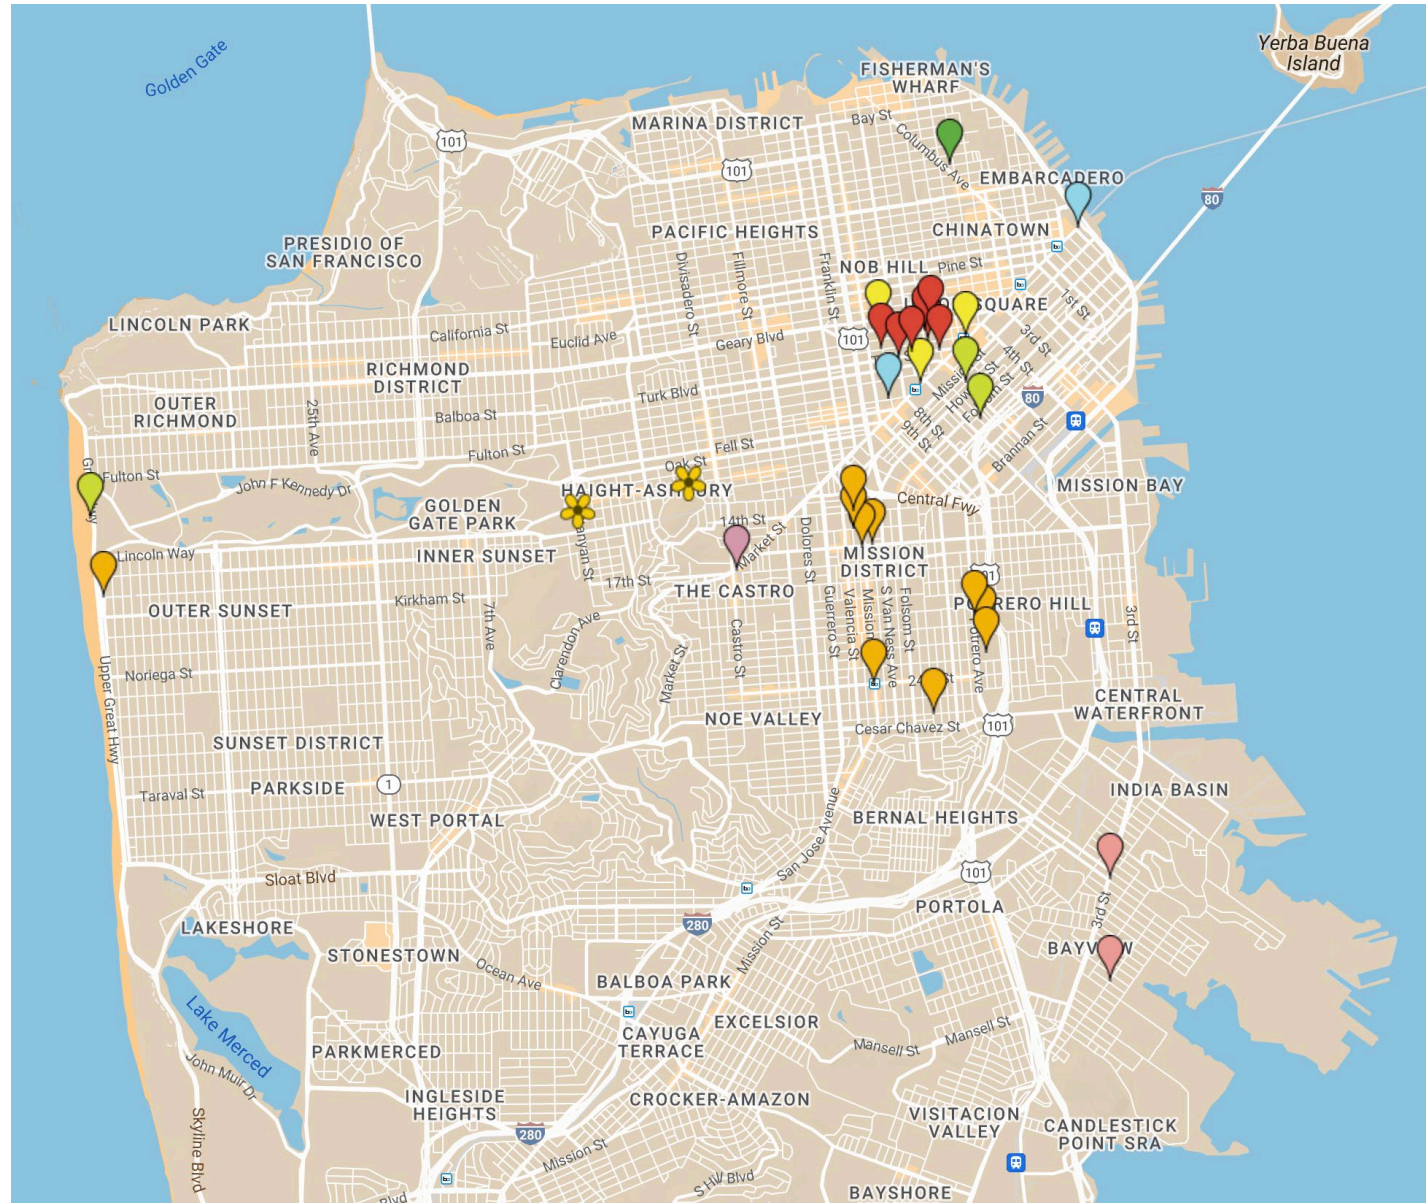 Golden Gate
Yerba Buena
Island
FISHERMAN'S
WHARF
MARINA DISTRICT
Bay St
Columbus Ave
101
101
EMBARCADERO
80
PRESIDIO OF
SAN FRANCISCO
PACIFIC HEIGHTS
CHINATOWN
Divisadero St
Fillmore St
Franklin St
NOB HILL
Pine St
SQUARE
1st St
LINCOLN PARK
California St
Euclid Ave
Geary Blvd
101
3rd St
4th St
RICHMOND
DISTRICT
Turk Blvd
80
OUTER
RICHMOND
25th Ave
Balboa St
8th St
9th St
Brannan St
Fulton St
Fulton St
Fell St
Oak St
John F Kennedy Dr
HAIGHT-ASHBURY
MISSION BAY
GOLDEN
GATE PARK
Central Fwy
14th St
Market St
Dolores St
Lincoln Way
INNER SUNSET
MISSION
DISTRICT
17th St
THE CASTRO
OUTER SUNSET
Kirkham St
7th Ave
Clarendon Ave
Castro St
Guerrero St
Valencia St
Mission
S Van Ness Ave
Folsom St
Potrero Ave
3rd St
Noriega St
Upper Great Hwy
Market St
NOE VALLEY
Cesar Chavez St
101
CENTRAL
WATERFRONT
SUNSET DISTRICT
PARKSIDE
1
Taraval St
WEST PORTAL
INDIA BASIN
BERNAL HEIGHTS
San Jose Avenue
101
Sloat Blvd
3rd St
PORTOLA
280
LAKESHORE
STONESTOWN
Mission St
Ocean Ave
BALBOA PARK
Lake Merced
EXCELSIOR
CAYUGA
TERRACE
Mansell St
Mansell St
PARKMERCED
John Muir Dr
INGLESIDE
HEIGHTS
CROCKER-AMAZON
Skyline Blvd
280
Mission St
VISITACION
VALLEY
CANDLESTICK
POINT SRA
Blvd
BAYSHORE